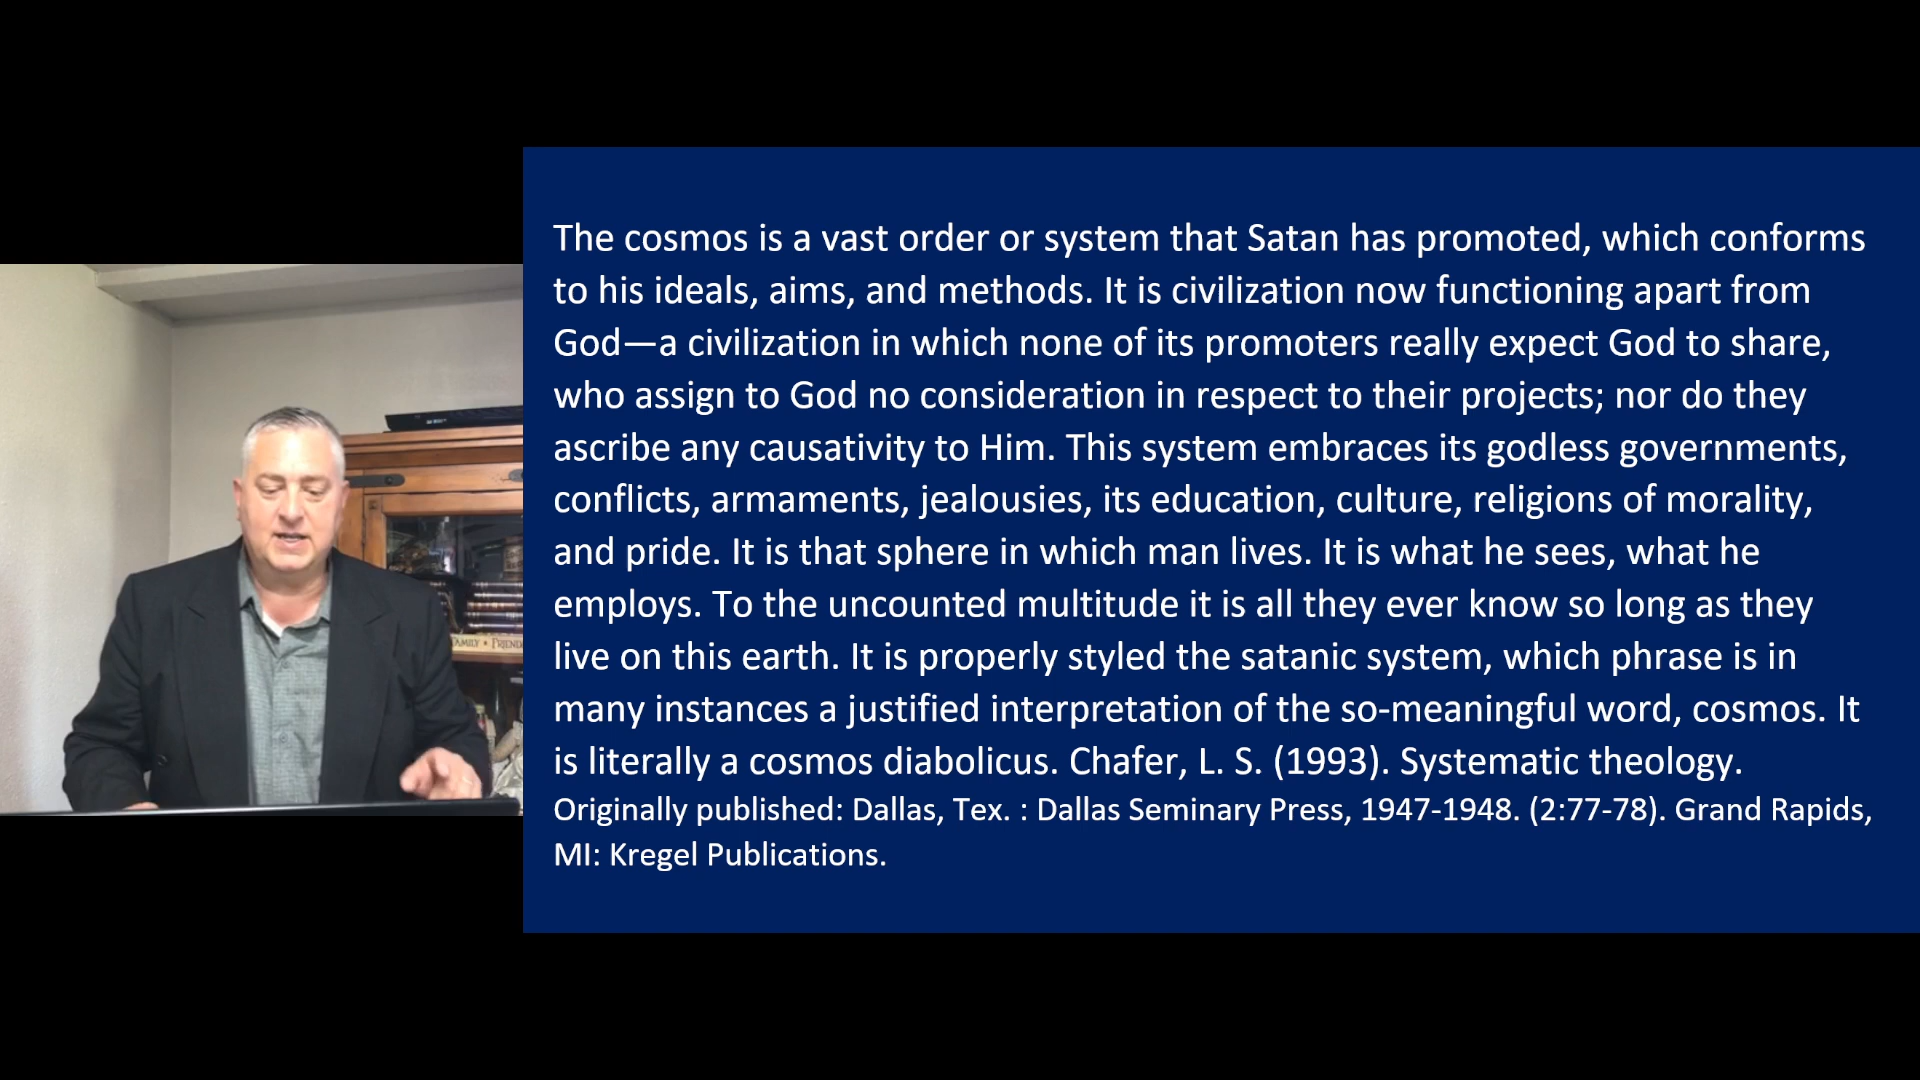 The cosmos is a vast order or system that Satan has promoted, which conforms
to his ideals, aims, and methods. It is civilization now functioning apart from
God—a civilization in which none of its promoters really expect God to share,
who assign to God no consideration in respect to their projects; nor do they
ascribe any causativity to Him. This system embraces its godless governments,
conflicts, armaments, jealousies, its education, culture, religions of morality,
and pride. It is that sphere in which man lives. It is what he sees, what he
employs. To the uncounted multitude it is all they ever know so long as they
live on this earth. It is properly styled the satanic system, which phrase is in
many instances a justified interpretation of the so-meaningful word, cosmos. It
is literally a cosmos diabolicus. Chafer, L. S. (1993). Systematic theology.
Originally published: Dallas, Tex. : Dallas Seminary Press, 1947-1948. (2:77-78). Grand Rapids,
MI: Kregel Publications.